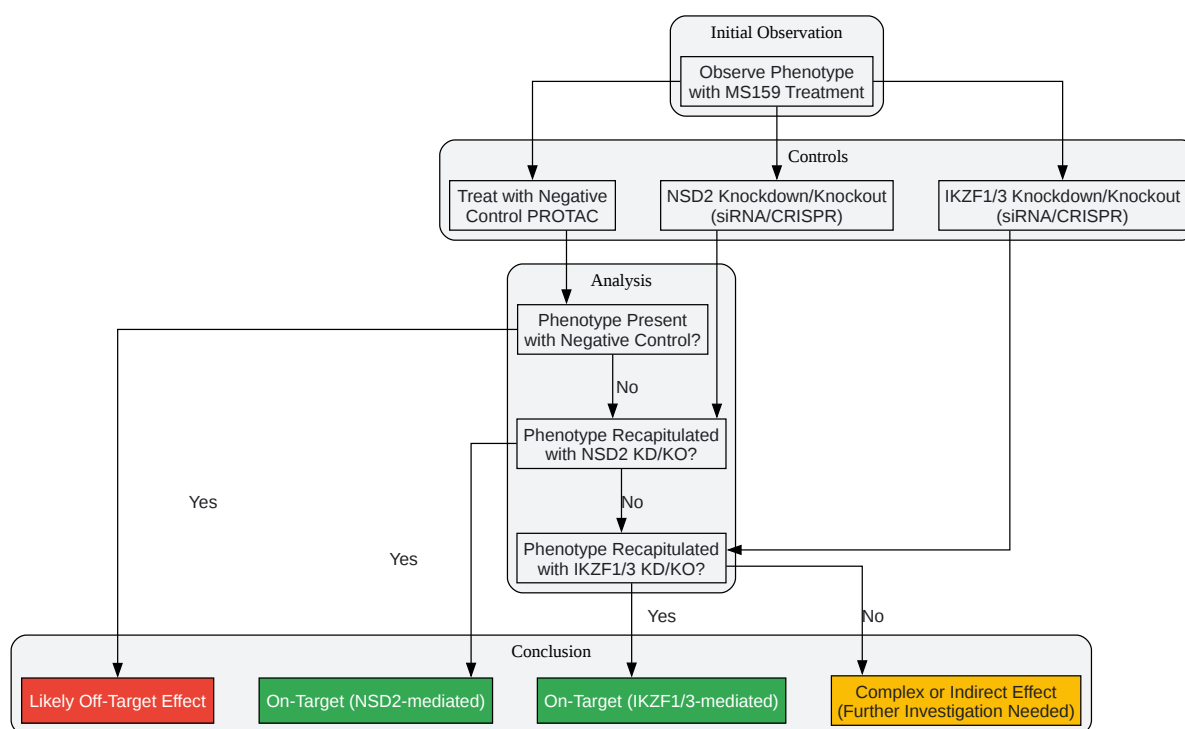 Initial Observation
Observe Phenotype
with MS159 Treatment
Controls
Treat with Negative
Control PROTAC
NSD2 Knockdown/Knockout
(siRNA/CRISPR)
IKZF1/3 Knockdown/Knockout
(siRNA/CRISPR)
Analysis
Phenotype Present
with Negative Control?
No
Phenotype Recapitulated
with NSD2 KD/KO?
Yes
No
Yes
Phenotype Recapitulated
with IKZF1/3 KD/KO?
Yes
No
Conclusion
Likely Off-Target Effect
On-Target (NSD2-mediated)
On-Target (IKZF1/3-mediated)
Complex or Indirect Effect
(Further Investigation Needed)